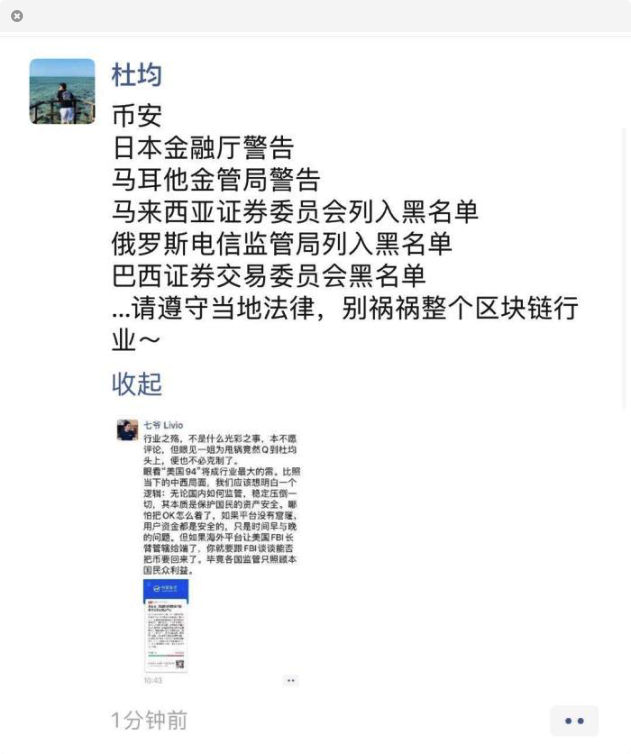 杜均
币安
日本金融厅警告
马耳他金管局警告
马来西亚证券委员会列入黑名单
俄罗斯电信监管局列入黑名单
巴西证券交易委员会黑名单
...请遵守当地法律，别祸祸整个区块链行
业～
收起
七爷 Livio
行业之殇，不是什么光彩之事，本不愿
评论，但眼见一姐为甩锅竟然Q到杜均
头上，便也不必克制了。
眼看“美国94”将成行业最大的雷。比照
当下的中西局面，我们应该想明白一个
逻辑：无论国内如何监管，稳定压倒一
切，其本质是保护国民的资产安全。哪
怕把OK怎么着了，如果平台没有窟窿，
用户资金都是安全的，只是时间早与晚
的问题。但如果海外平台让美国FBI长
臂管辖给端了，你就要跟FBI谈谈能否
把币要回来了。毕竟各国监管只照顾本
国民众利益。
10:43
1分钟前